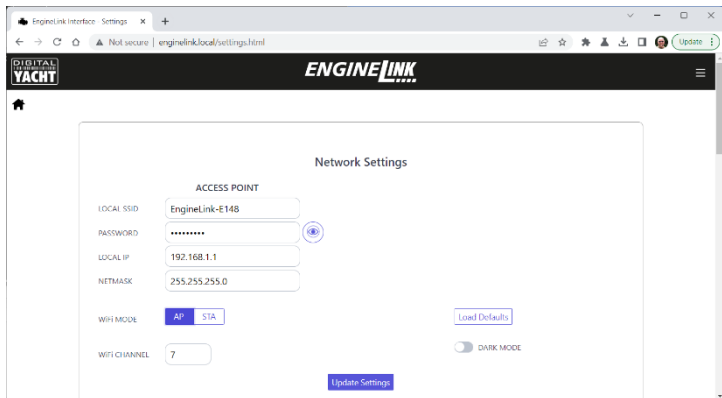 EngineLink Interface - Settings
Not secure | enginelink.local/settings.html
Update
DIGITAL
YACHT
ENGINELINK
Network Settings
ACCESS POINT
LOCAL SSID EngineLink-E148
PASSWORD •••••••••
LOCAL IP 192.168.1.1
NETMASK 255.255.255.0
WiFi MODE AP STA Load Defaults
WiFi CHANNEL 7 DARK MODE
Update Settings